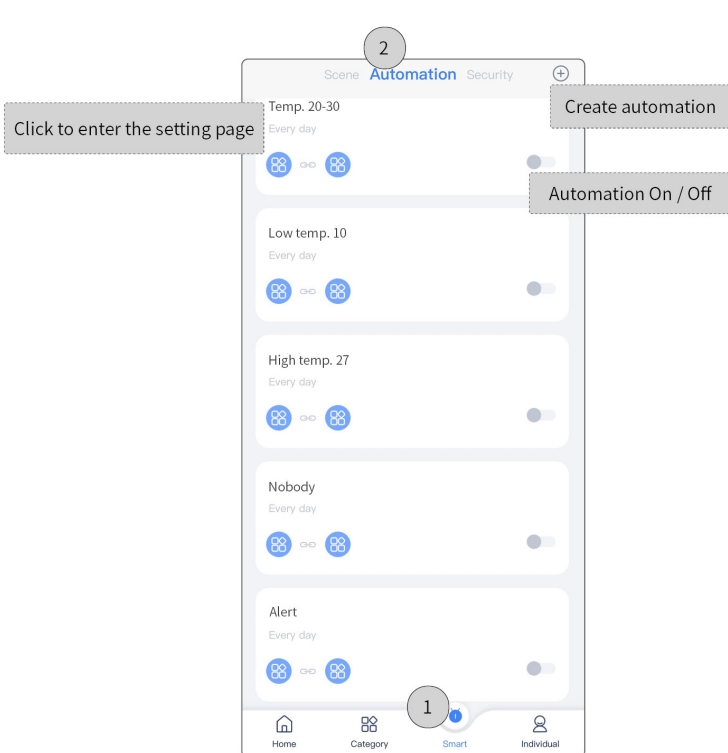 2
Scene Automation Security
Create automation
Temp. 20-30
Click to enter the setting page
Every day
Automation On / Off
Low temp. 10
Every day
High temp. 27
Every day
Nobody
Every day
Alert
Every day
1
Home Category Smart Individual